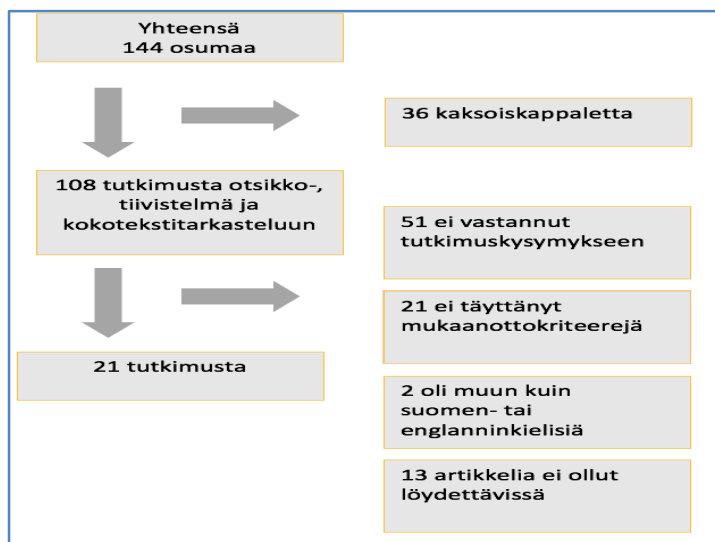 Yhteensä
144 osumaa
36 kaksoiskappaletta
108 tutkimusta otsikko-,
tiivistelmä ja
kokotekstitarkasteluun
51 ei vastannut
tutkimuskysymykseen
21 ei täyttänyt
mukaanottokriteerejä
21 tutkimusta
2 oli muun kuin
suomen- tai
englanninkielisiä
13 artikkelia ei ollut
löydettävissä